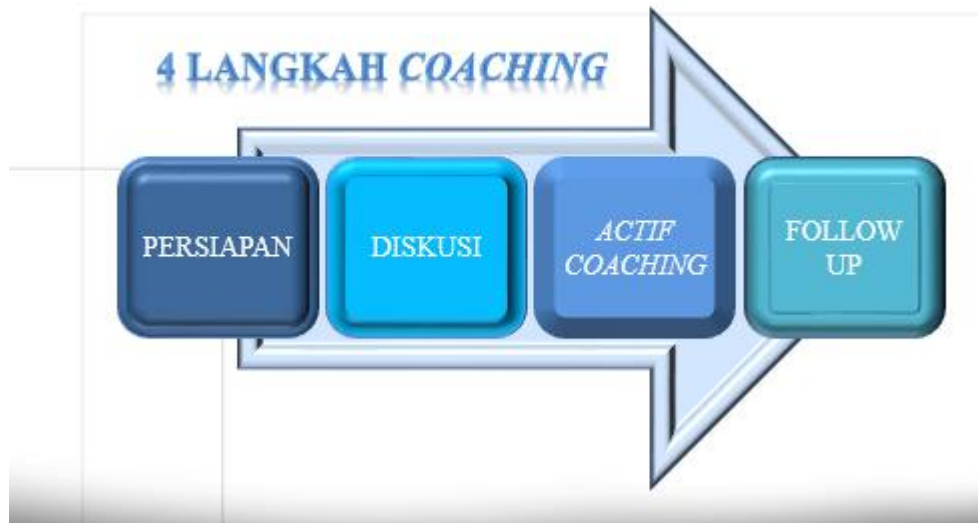 4 LANGKAH COACHING
PERSIAPAN
DISKUSI
ACTIF
COACHING
FOLLOW
UP